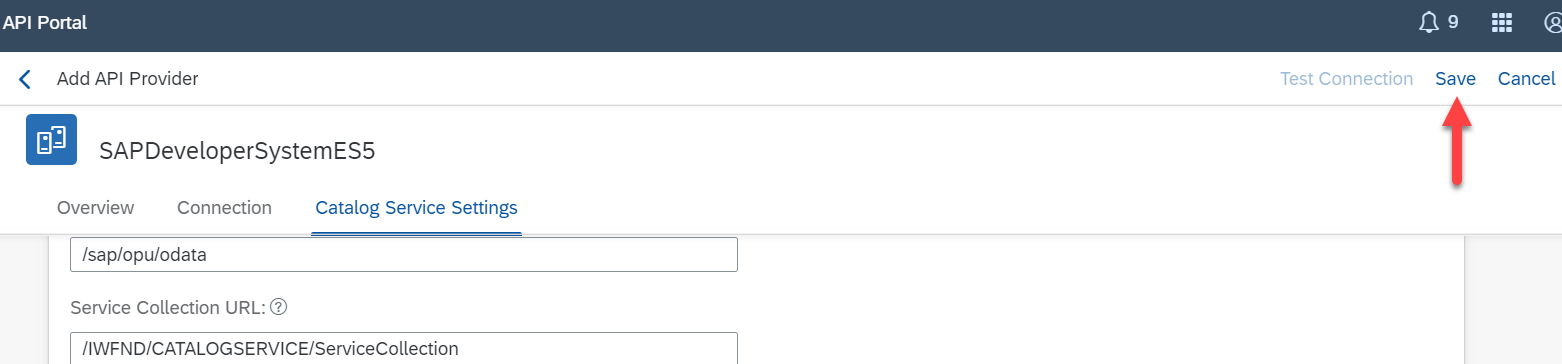 API Portal
9
Add API Provider
Test Connection Save Cancel
SAPDeveloperSystemES5
Overview Connection Catalog Service Settings
/sap/opu/odata
Service Collection URL:
/IWFND/CATALOGSERVICE/ServiceCollection